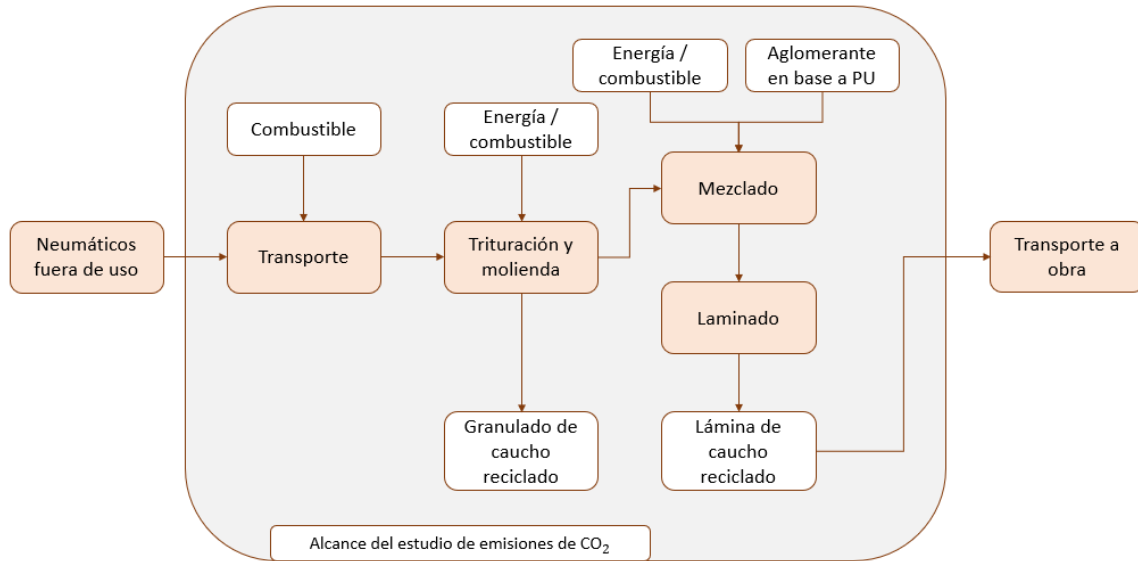 Energía /
combustible
Aglomerante
en base a PU
Combustible
Energía /
combustible
Mezclado
Neumáticos
fuera de uso
Transporte
Trituración y
molienda
Transporte a
obra
Laminado
Granulado de
caucho
reciclado
Lámina de
caucho
reciclado
Alcance del estudio de emisiones de CO₂